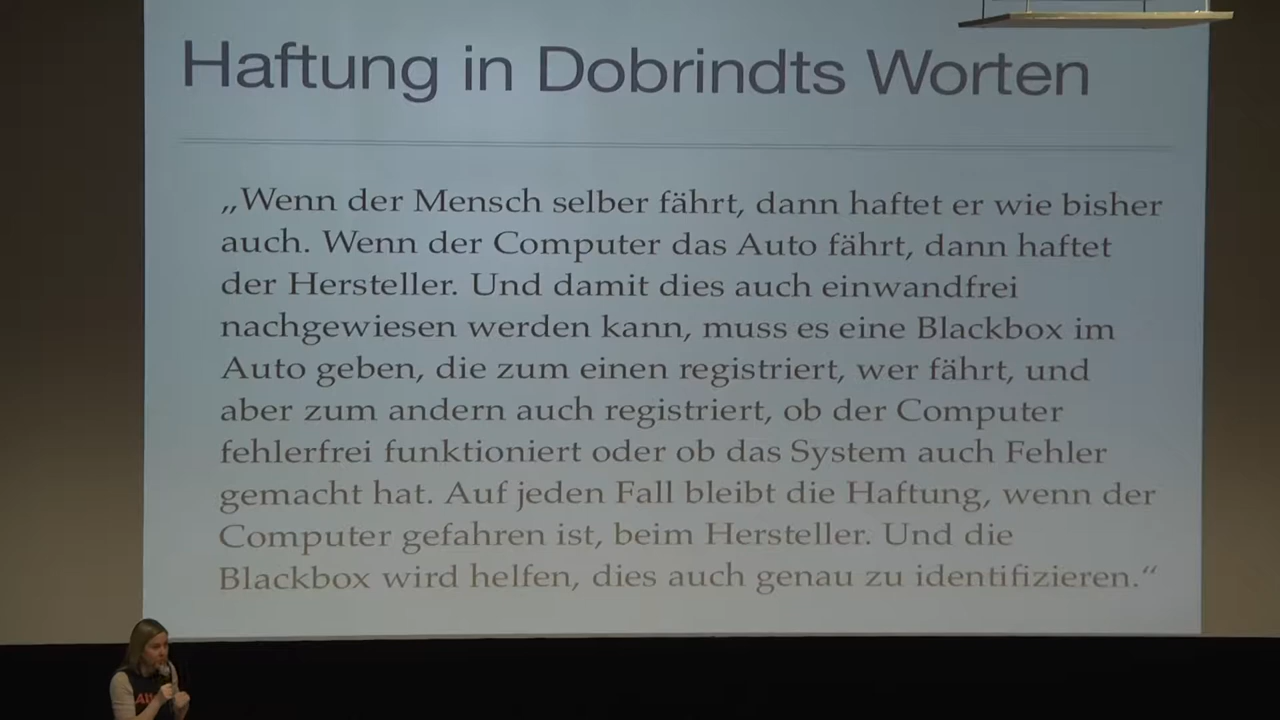 Haftung in Dobrindts Worten
„Wenn der Mensch selber fährt, dann haftet er wie bisher
auch. Wenn der Computer das Auto fährt, dann haftet
der Hersteller. Und damit dies auch einwandfrei
nachgewiesen werden kann, muss es eine Blackbox im
Auto geben, die zum einen registriert, wer fährt, und
aber zum andern auch registriert, ob der Computer
fehlerfrei funktioniert oder ob das System auch Fehler
gemacht hat. Auf jeden Fall bleibt die Haftung, wenn der
Computer gefahren ist, beim Hersteller. Und die
Blackbox wird helfen, dies auch genau zu identifizieren.“